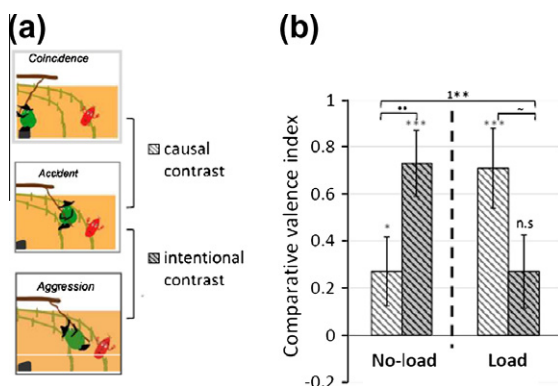 (a)
Coincidence
Accident
Aggression
causal
contrast
intentional
contrast
(b)
1**
**
~
***
***
*
n.s
Comparative valence index
1
0.8
0.6
0.4
0.2
0
-0.2
No-load
Load